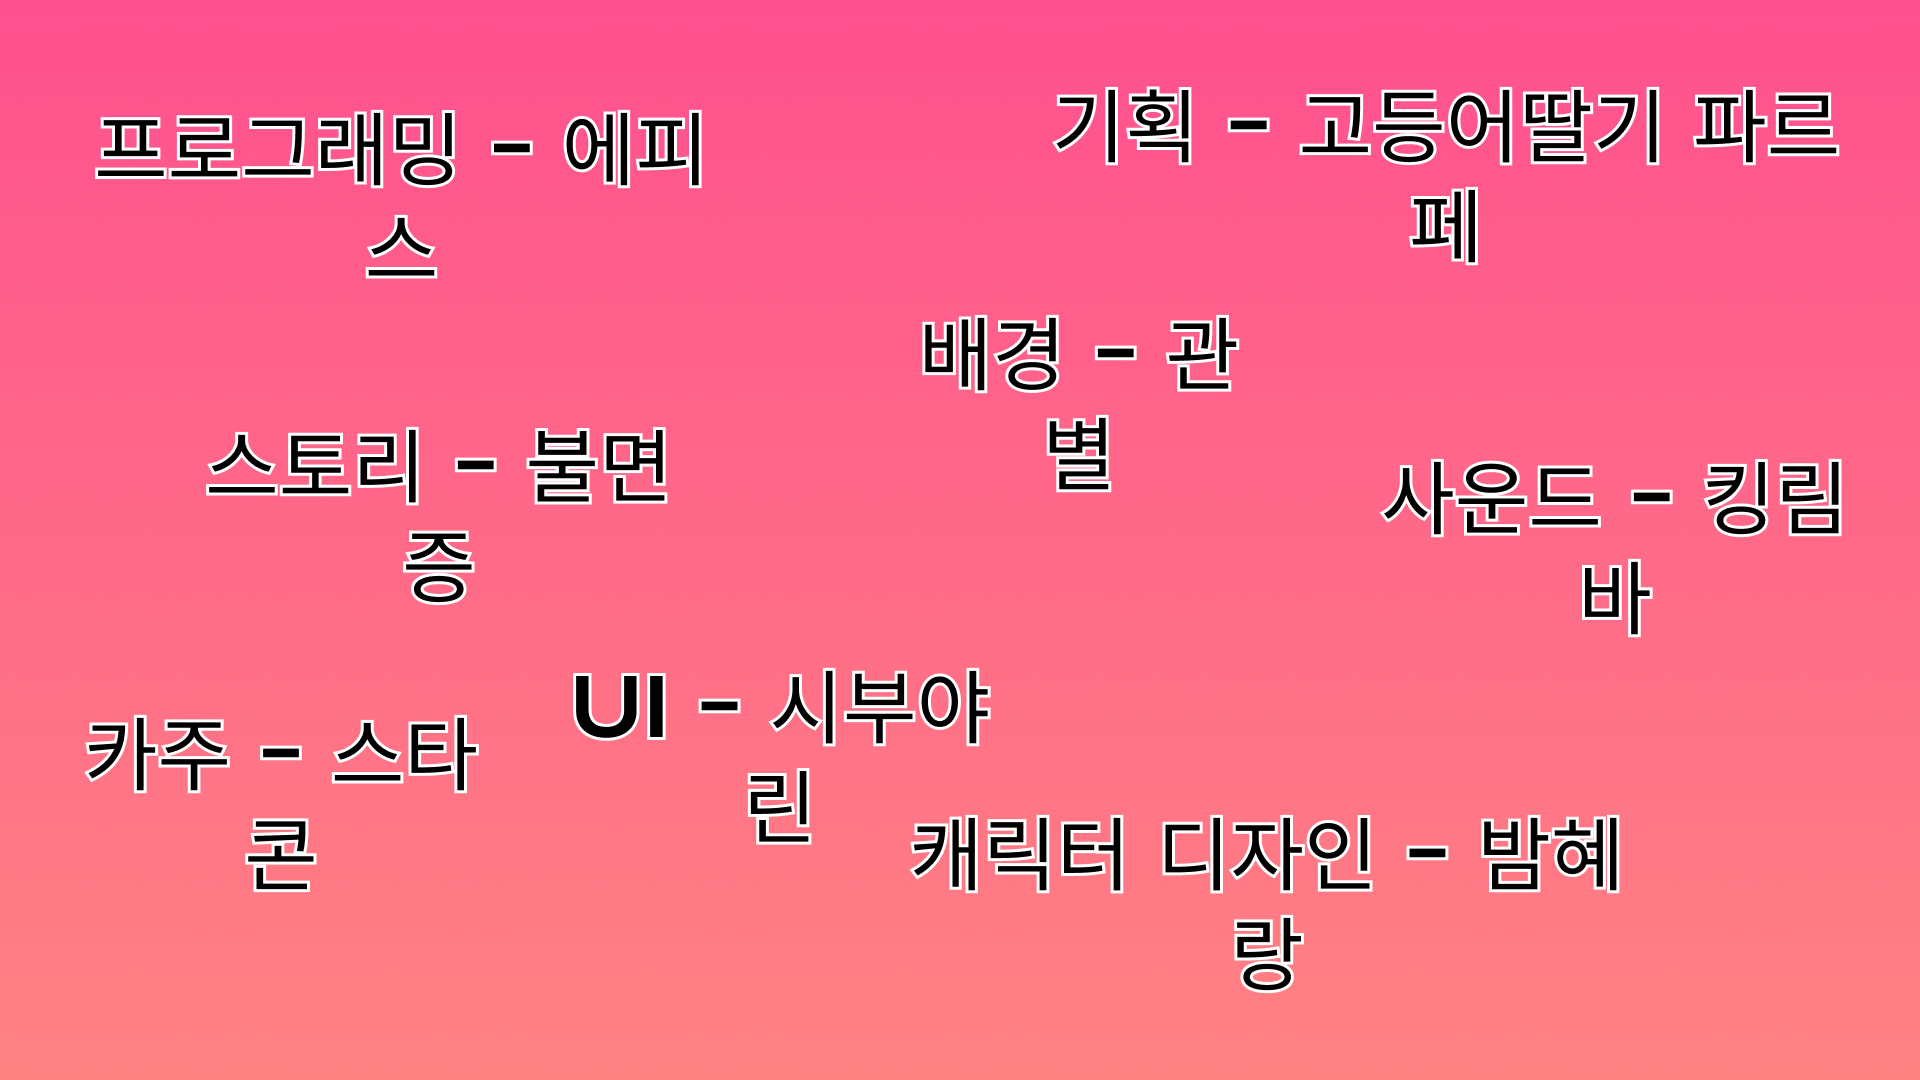 프로그래밍 - 에피
스
기획 - 고등어딸기 파르
페
배경 - 관
별
스토리 - 불면
증
사운드 - 킹림
바
UI - 시부야
린
카주 - 스타
콘
캐릭터 디자인 - 밤혜
랑